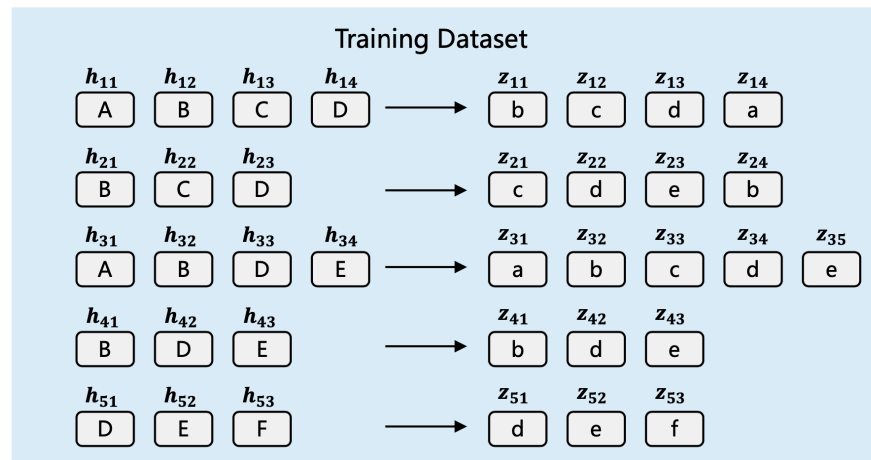 Training Dataset
h11 h12 h13 h14 z11 z12 z13 z14
A B C D b c d a
h21 h22 h23 z21 z22 z23 z24
B C D c d e b
h31 h32 h33 h34 z31 z32 z33 z34 z35
A B D E a b c d e
h41 h42 h43 z41 z42 z43
B D E b d e
h51 h52 h53 z51 z52 z53
D E F d e f